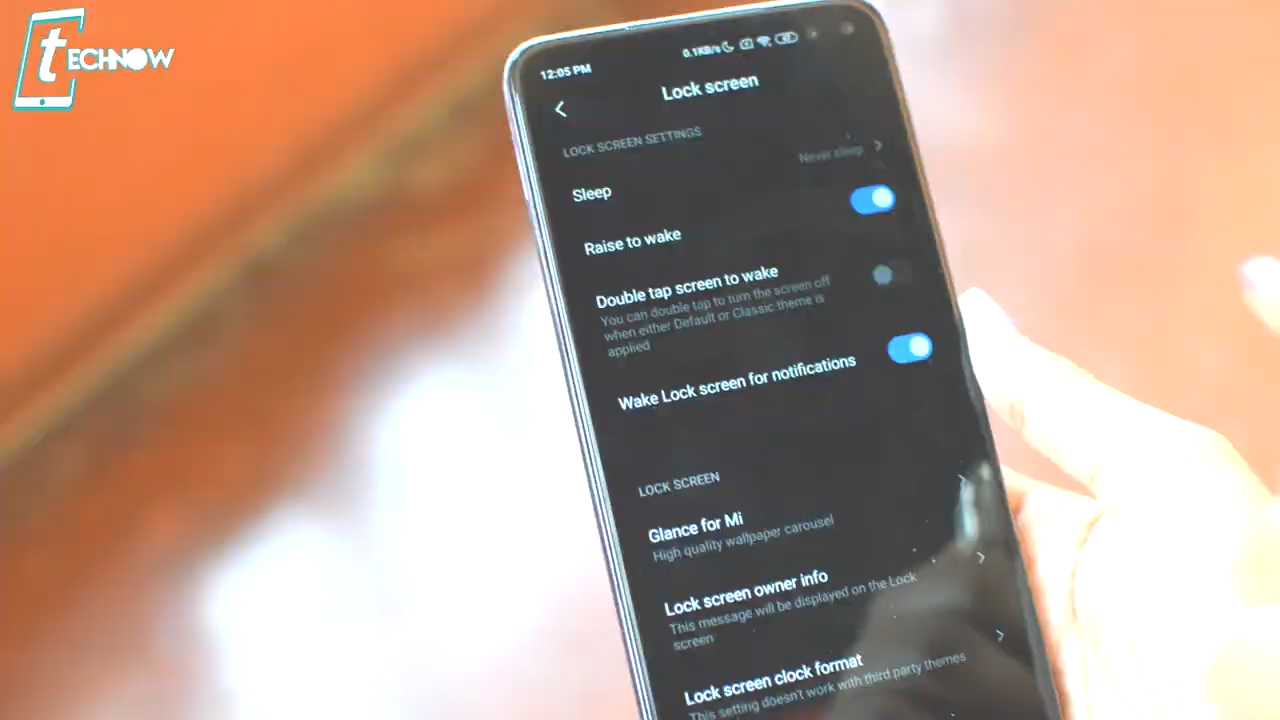 tECHNOW
12:05 PM
0.1KB/s
Lock screen
LOCK SCREEN SETTINGS
Sleep
Never sleep
Raise to wake
Double tap screen to wake
You can double tap to turn the screen off
when either Default or Classic theme is
applied
Wake Lock screen for notifications
LOCK SCREEN
Glance for Mi
High quality wallpaper carousel
Lock screen owner info
This message will be displayed on the Lock
screen
Lock screen clock format
This setting doesn't work with third party themes